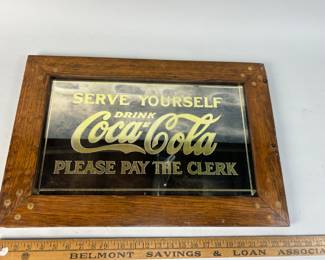 SERVE YOURSELF
DRINK
Coca-Cola
PLEASE PAY THE CLERK
BELMONT SAVINGS & LOAN ASSOCIA